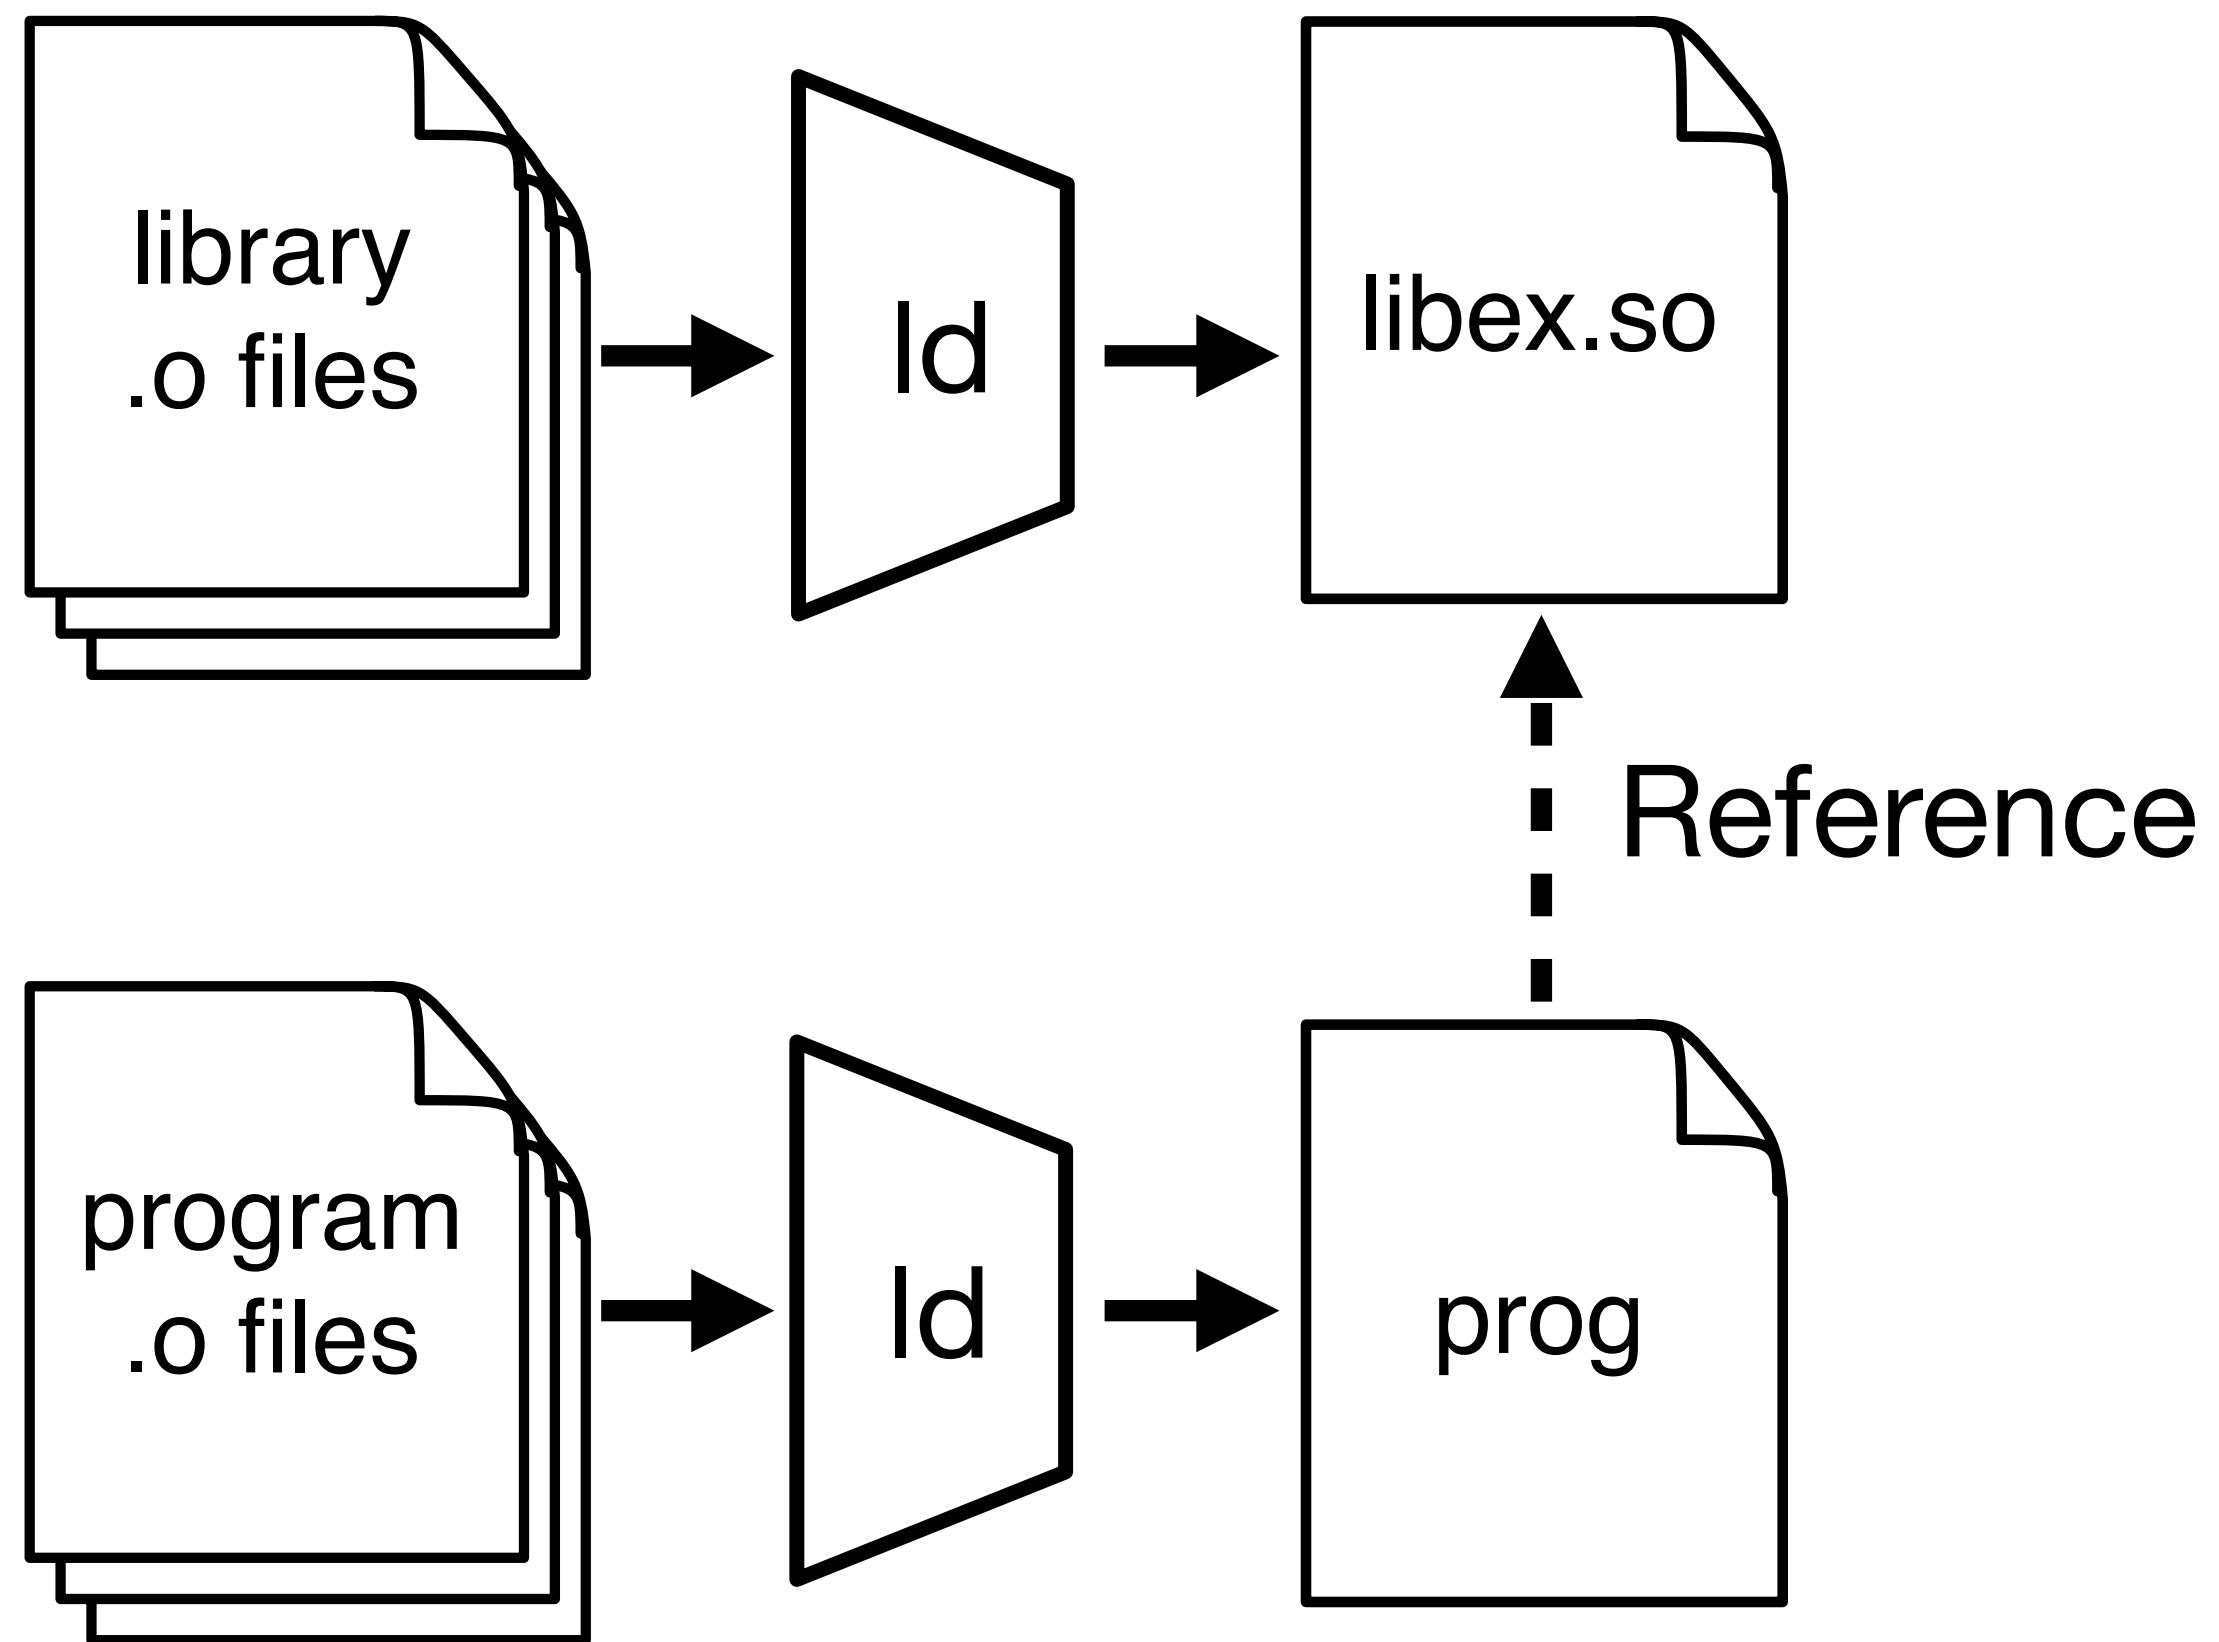 library
.o files
ld
libex.so
Reference
program
.o files
ld
prog